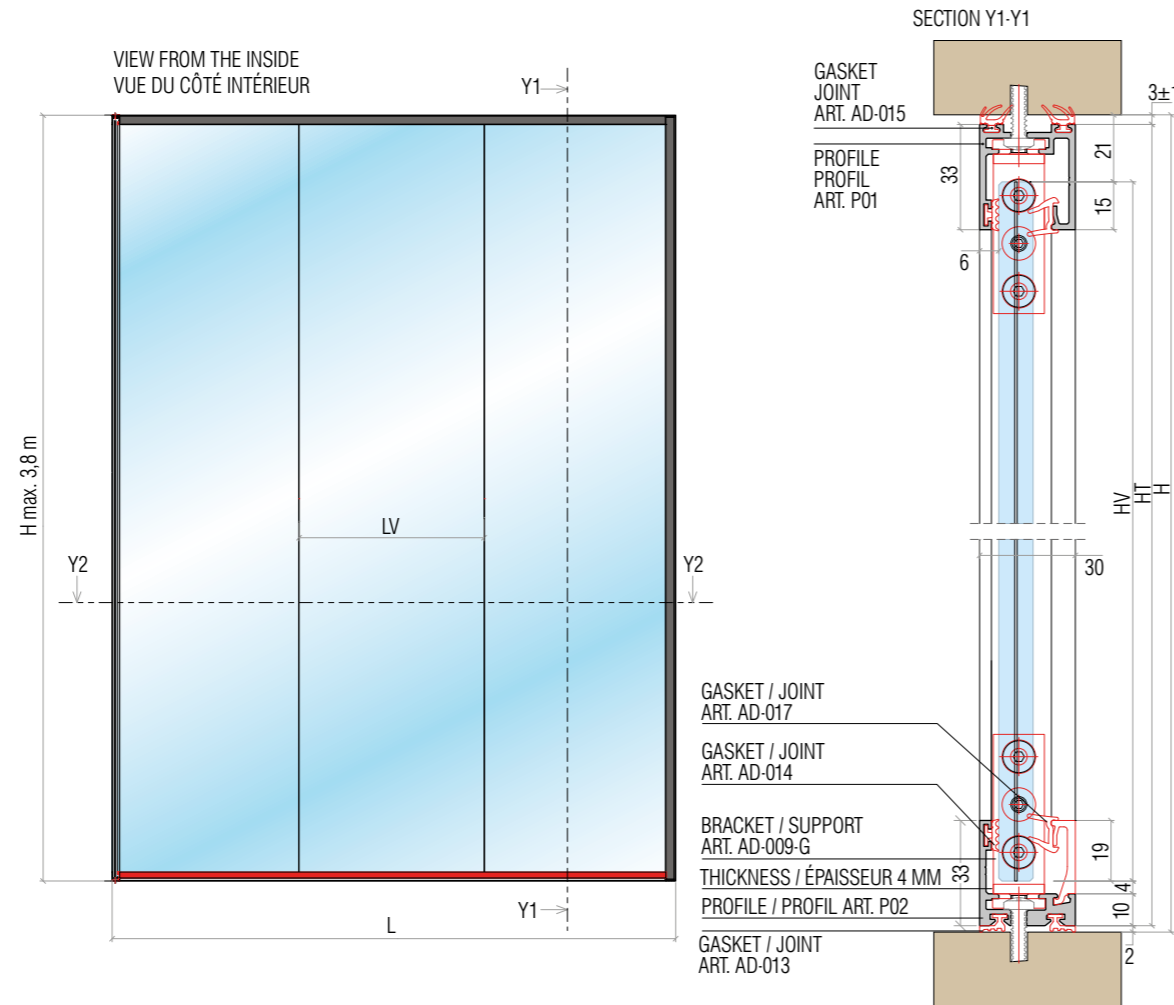 SECTION Y1-Y1
VIEW FROM THE INSIDE
VUE DU CÔTÉ INTÉRIEUR
Y1
GASKET
JOINT
ART. AD-015
PROFILE
PROFIL
ART. P01
33
6
3±1
21
15
H max. 3,8 m
LV
Y2
Y2
HV
HT
H
30
GASKET / JOINT
ART. AD-017
GASKET / JOINT
ART. AD-014
BRACKET / SUPPORT
ART. AD-009-G
THICKNESS / ÉPAISSEUR 4 MM
PROFILE / PROFIL ART. P02
GASKET / JOINT
ART. AD-013
33
19
4
10
2
Y1
L